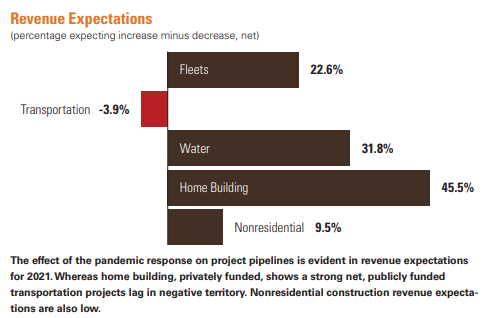 Revenue Expectations
(percentage expecting increase minus decrease, net)
Fleets 22.6%
Transportation -3.9%
Water 31.8%
Home Building 45.5%
Nonresidential 9.5%
The effect of the pandemic response on project pipelines is evident in revenue expectations
for 2021. Whereas home building, privately funded, shows a strong net, publicly funded
transportation projects lag in negative territory. Nonresidential construction revenue expecta-
tions are also low.